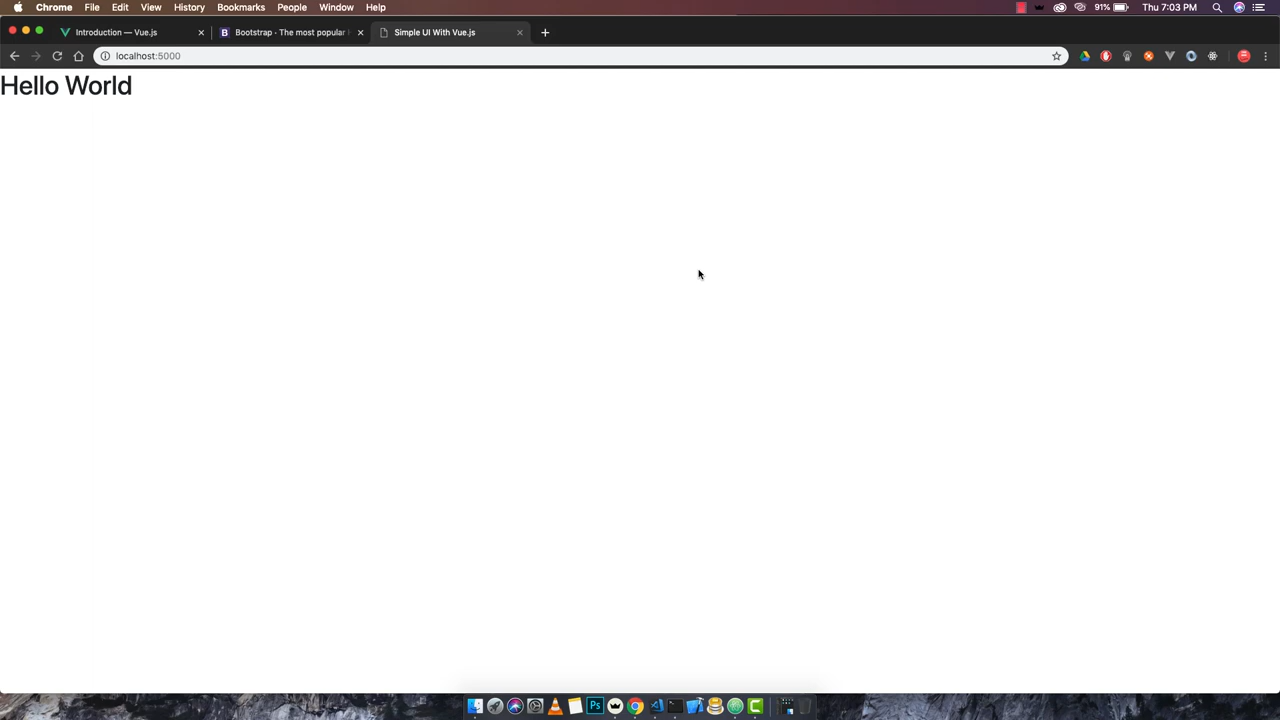 Chrome File Edit View History Bookmarks People Window Help 91% Thu 7:03 PM
Introduction — Vue.js Bootstrap · The most popular Simple UI With Vue.js
localhost:5000
Hello World
Ps